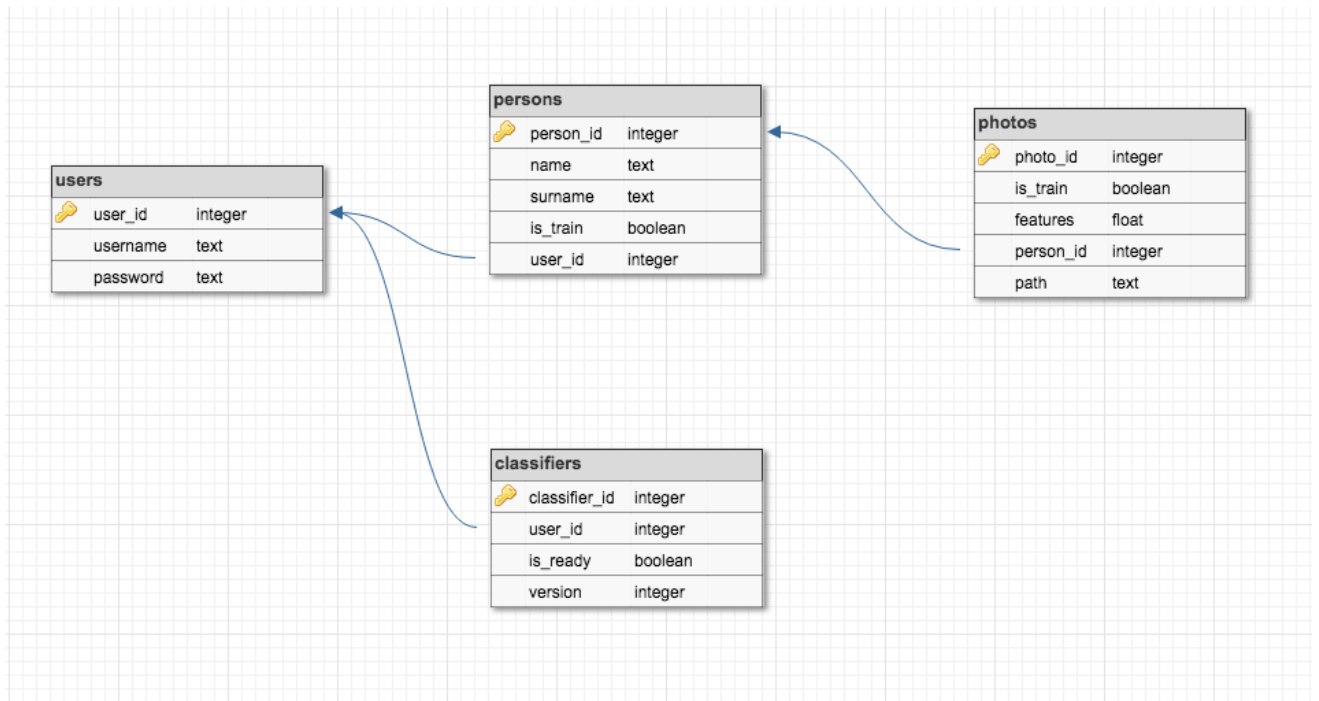 users
user_id integer
username text
password text
persons
person_id integer
name text
surname text
is_train boolean
user_id integer
photos
photo_id integer
is_train boolean
features float
person_id integer
path text
classifiers
classifier_id integer
user_id integer
is_ready boolean
version integer